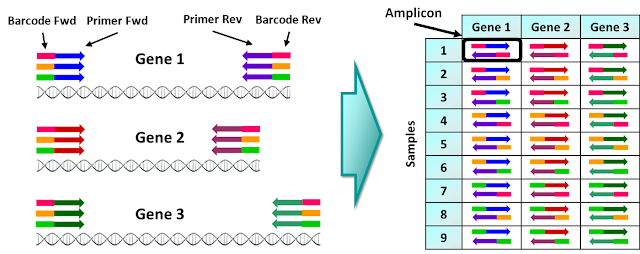 Barcode Fwd
Primer Fwd
Primer Rev
Barcode Rev
Gene 1
Gene 2
Gene 3
Amplicon
Gene 1 Gene 2 Gene 3
Samples
1
2
3
4
5
6
7
8
9